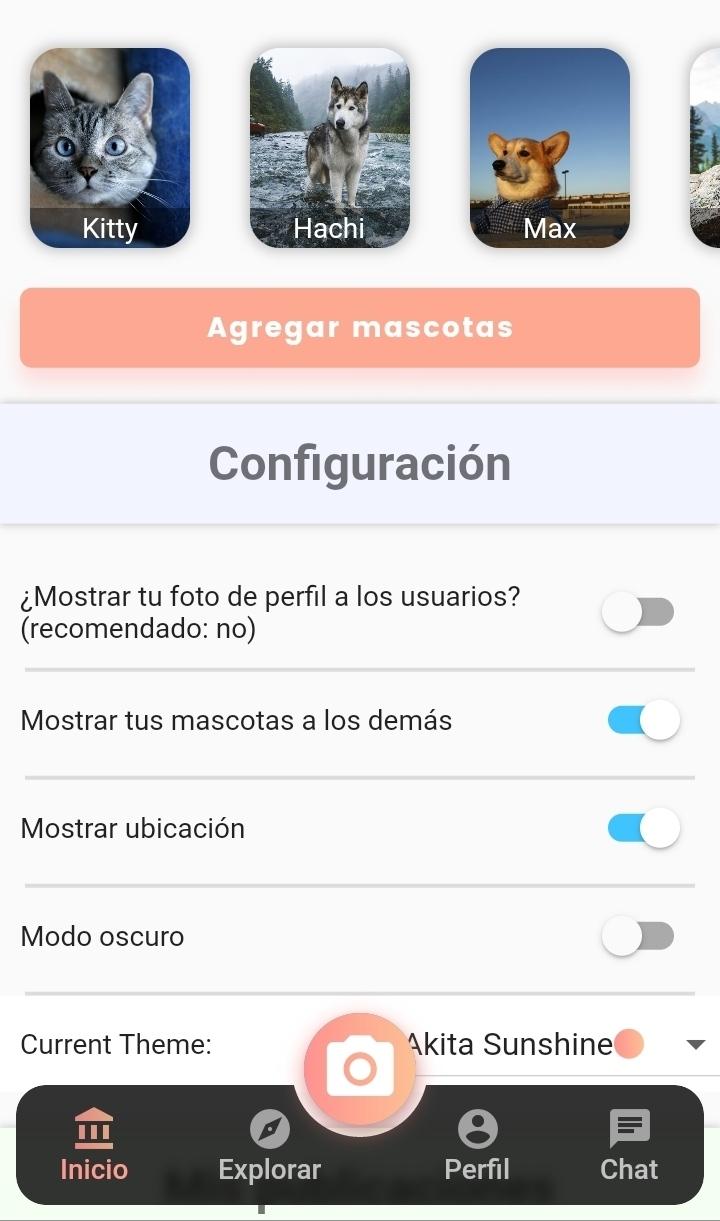 Kitty
Hachi
Max
Agregar mascotas
Configuración
¿Mostrar tu foto de perfil a los usuarios?
(recomendado: no)
Mostrar tus mascotas a los demás
Mostrar ubicación
Modo oscuro
Current Theme:
Akita Sunshine
Inicio
Explorar
Perfil
Chat